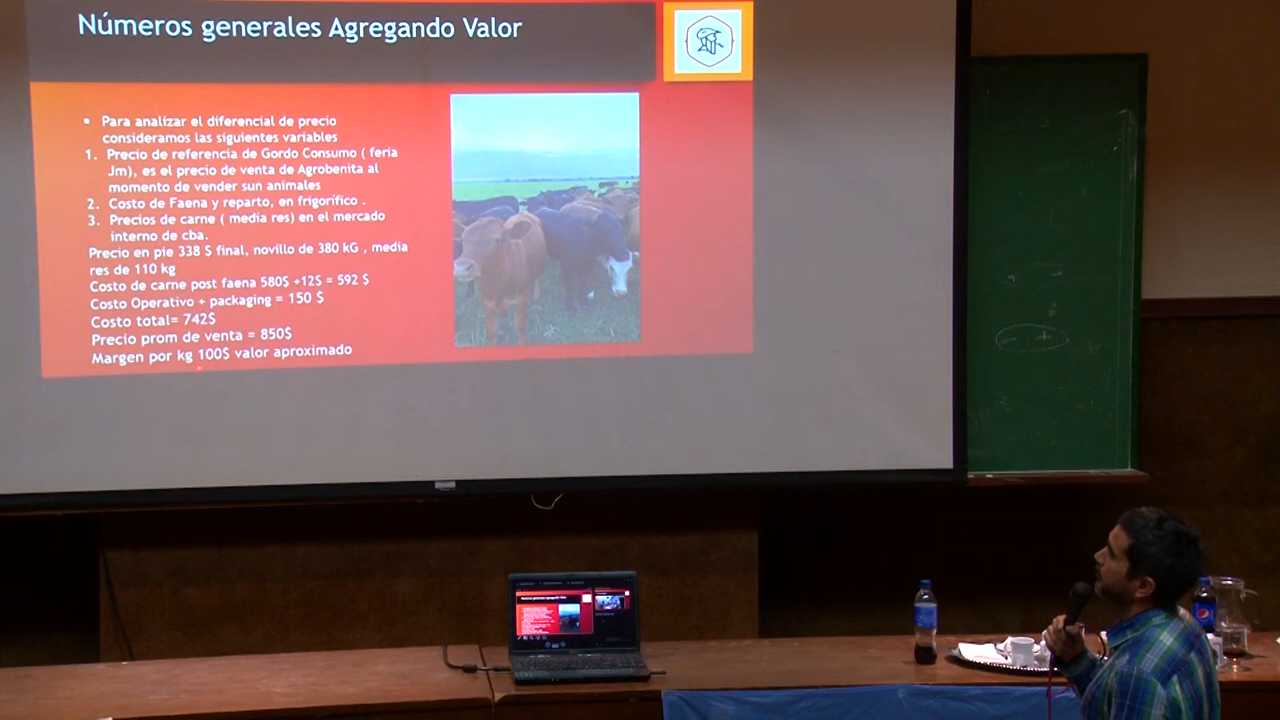 Números generales Agregando Valor
▪ Para analizar el diferencial de precio
consideramos las siguientes variables
1. Precio de referencia de Gordo Consumo ( feria
Jm), es el precio de venta de Agrobenita al
momento de vender sun animales
2. Costo de Faena y reparto, en frigorífico .
3. Precios de carne ( media res) en el mercado
interno de cba.
Precio en pie 338 $ final, novillo de 380 kG , media
res de 110 kg
Costo de carne post faena 580$ +12$ = 592 $
Costo Operativo + packaging = 150 $
Costo total= 742$
Precio prom de venta = 850$
Margen por kg 100$ valor aproximado
Números generales Agregando Valor